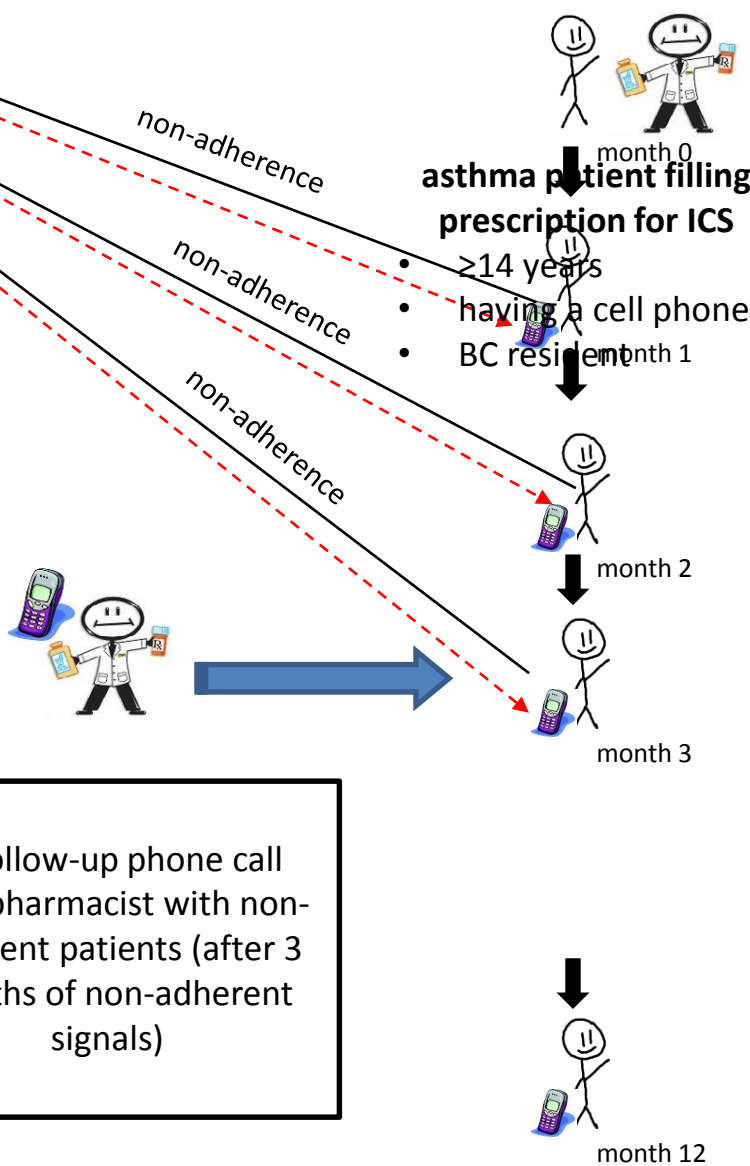 non-adherence
month 0
asthma patient filling
prescription for ICS
• ≥14 years
• having a cell phone
• BC resident
month 1
non-adherence
month 2
non-adherence
month 3
ollow-up phone call
pharmacist with non-
ent patients (after 3
ths of non-adherent
signals)
month 12